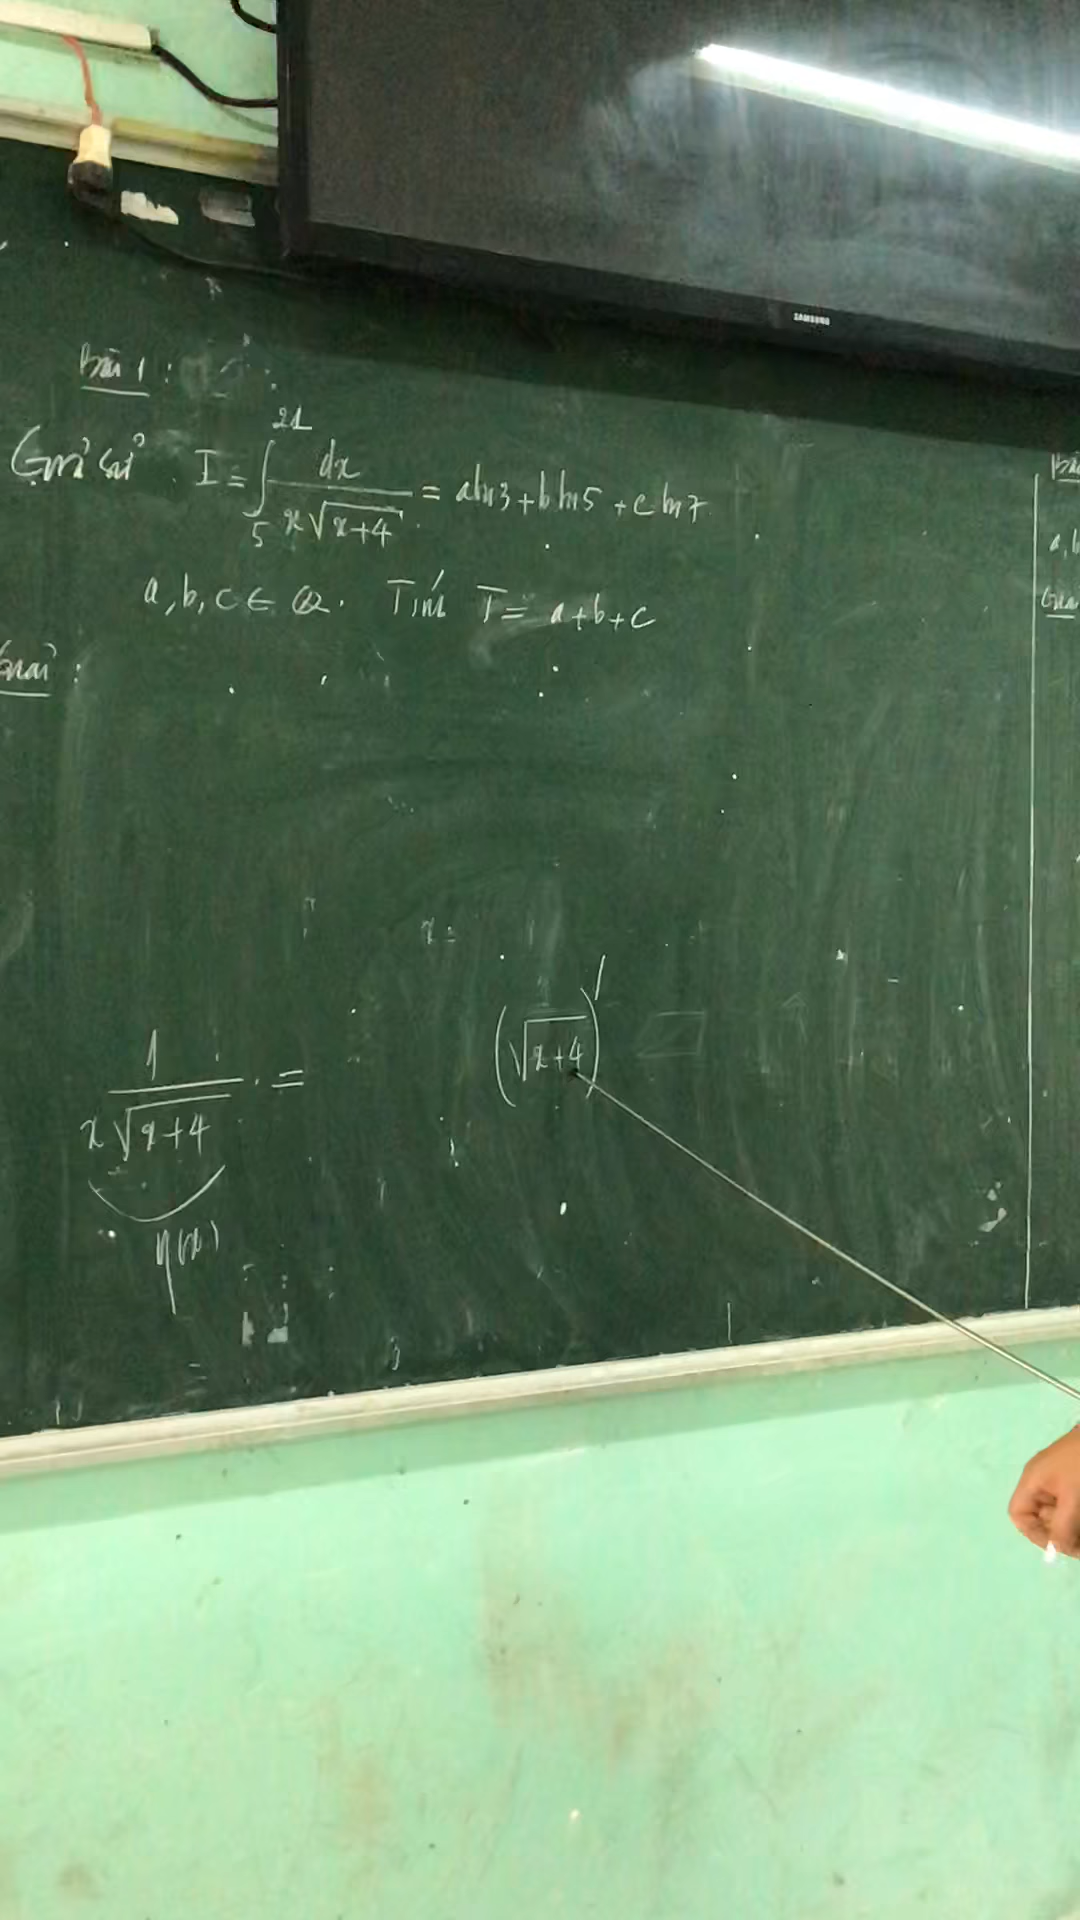 SAMSUNG
Bài 1 :
Giả sử I = ∫₅²¹ dx / (x√(x+4)) = aln3 + bln5 + cln7
a, b, c ∈ Q. Tính T = a+b+c
Giải :
x =
1 / (x√(x+4)) = (√(x+4))'